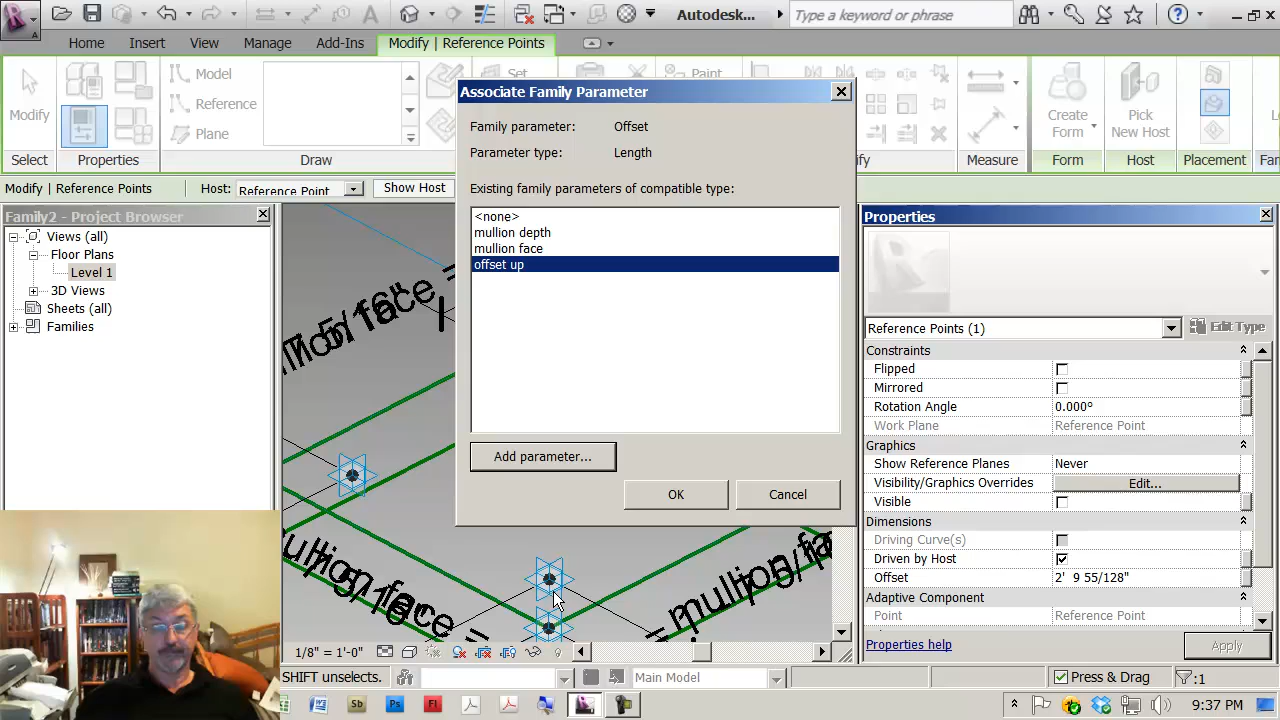 Autodesk...
Type a keyword or phrase
Home
Insert
View
Manage
Add-Ins
Modify | Reference Points
Modify
Model
Reference
Plane
Set
Paint
Create
Form
Pick
New Host
Select
Properties
Draw
Measure
Form
Host
Placement
Modify | Reference Points
Host:
Reference Point
Show Host
Family2 - Project Browser
Views (all)
Floor Plans
Level 1
3D Views
Sheets (all)
Families
Associate Family Parameter
Family parameter: Offset
Parameter type: Length
Existing family parameters of compatible type:
<none>
mullion depth
mullion face
offset up
Add parameter...
OK
Cancel
Properties
Reference Points (1)
Edit Type
Constraints
Flipped
Mirrored
Rotation Angle 0.000°
Work Plane Reference Point
Graphics
Show Reference Planes Never
Visibility/Graphics Overrides Edit...
Visible
Dimensions
Driving Curve(s)
Driven by Host
Offset 2' 9 55/128"
Adaptive Component
Point Reference Point
Properties help
Apply
1/8" = 1'-0"
SHIFT unselects.
Main Model
Press & Drag
:1
Sb
Ps
Fl
9:37 PM